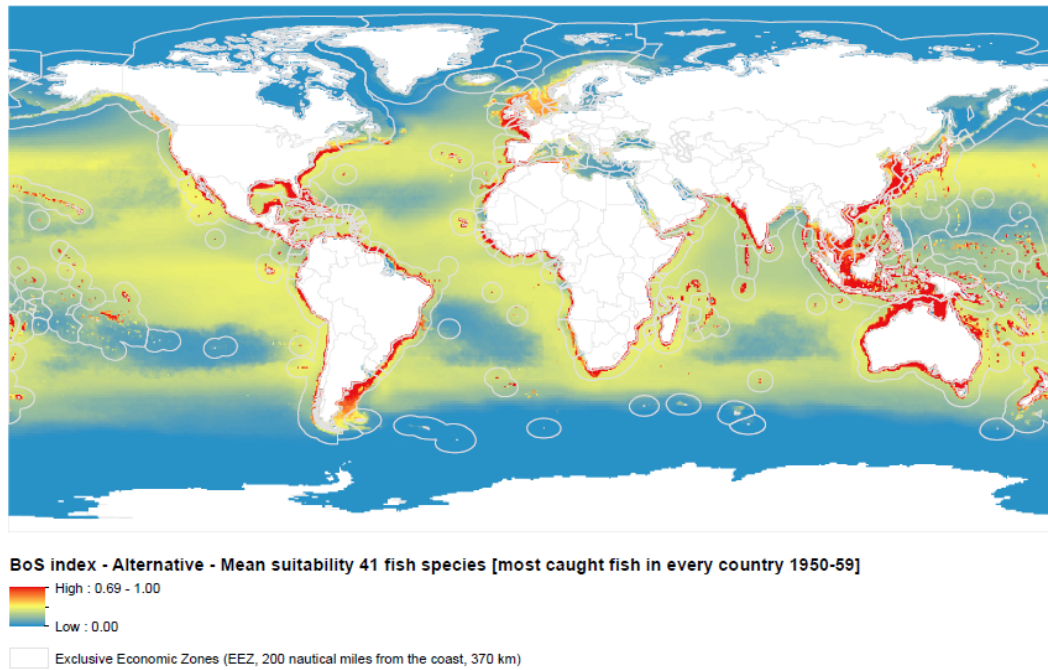 BoS index - Alternative - Mean suitability 41 fish species [most caught fish in every country 1950-59]
High : 0.69 - 1.00
Low : 0.00
Exclusive Economic Zones (EEZ, 200 nautical miles from the coast, 370 km)